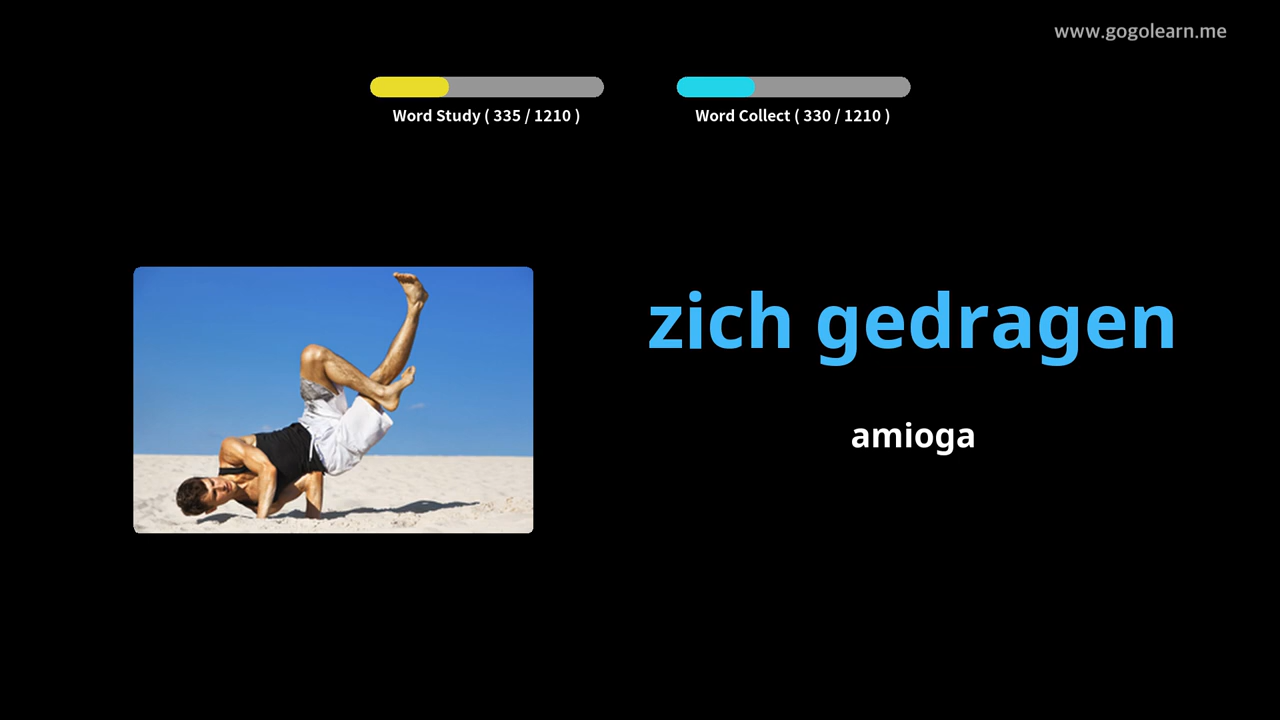 www.gogolearn.me
Word Study ( 335 / 1210 )
Word Collect ( 330 / 1210 )
zich gedragen
amioga